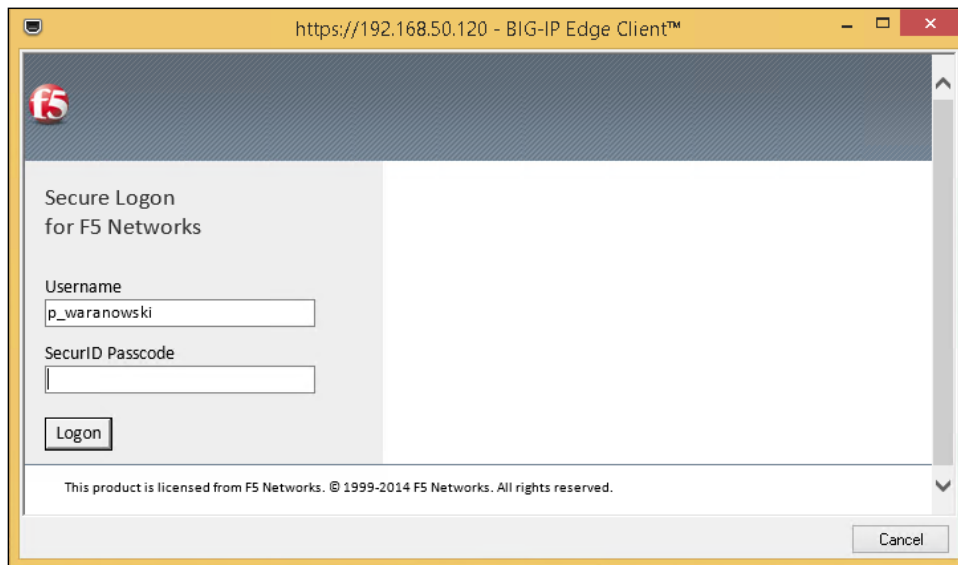 https://192.168.50.120 - BIG-IP Edge Client™
f5
Secure Logon
for F5 Networks
Username
p_waranowski
SecurID Passcode
Logon
This product is licensed from F5 Networks. © 1999-2014 F5 Networks. All rights reserved.
Cancel